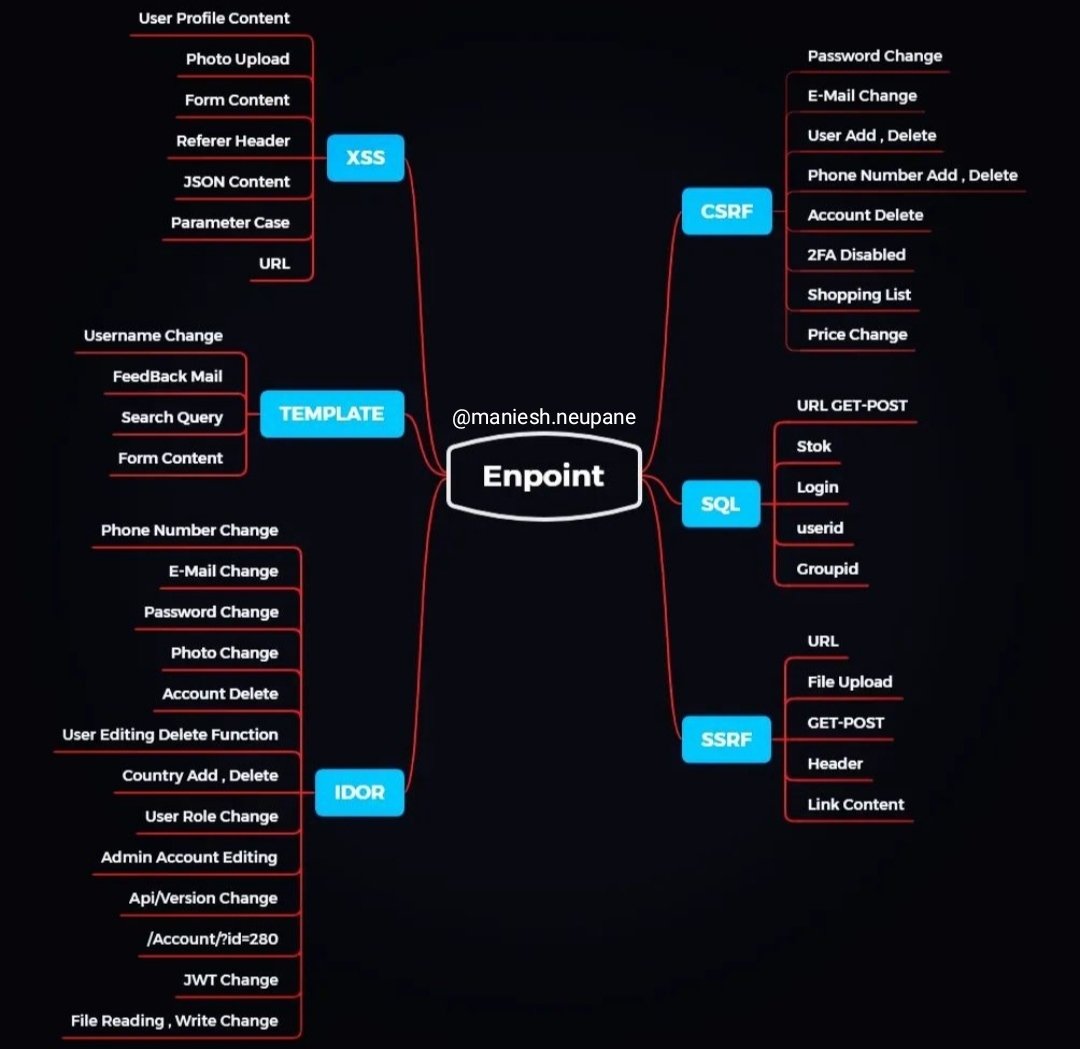 User Profile Content
Photo Upload
Form Content
Referer Header
JSON Content
Parameter Case
URL
XSS
Username Change
FeedBack Mail
Search Query
Form Content
TEMPLATE
Phone Number Change
E-Mail Change
Password Change
Photo Change
Account Delete
User Editing Delete Function
Country Add , Delete
User Role Change
Admin Account Editing
Api/Version Change
/Account/?id=280
JWT Change
File Reading , Write Change
IDOR
@maniesh.neupane
Enpoint
CSRF
Password Change
E-Mail Change
User Add , Delete
Phone Number Add , Delete
Account Delete
2FA Disabled
Shopping List
Price Change
SQL
URL GET-POST
Stok
Login
userid
Groupid
SSRF
URL
File Upload
GET-POST
Header
Link Content